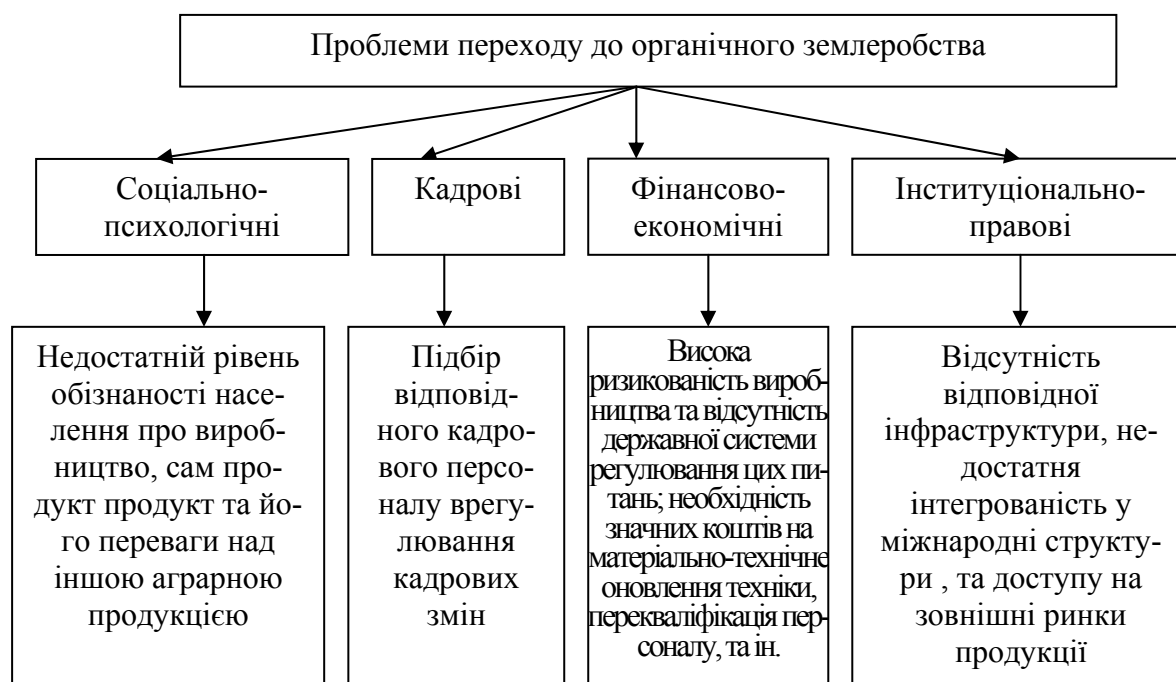 Проблеми переходу до органічного землеробства
Соціально-
психологічні
Кадрові
Фінансово-
економічні
Інституціонально-
правові
Недостатній рівень
обізнаності насе-
лення про вироб-
ництво, сам про-
дукт продукт та йо-
го переваги над
іншою аграрною
продукцією
Підбір
відповід-
ного кадро-
вого персо-
налу врегу-
лювання
кадрових
змін
Висока
ризикованість вироб-
ництва та відсутність
державної системи
регулювання цих пи-
тань; необхідність
значних коштів на
матеріально-технічне
оновлення техніки,
перекваліфікація пер-
соналу, та ін.
Відсутність
відповідної
інфраструктури, не-
достатня
інтегрованість у
міжнародні структу-
ри , та доступу на
зовнішні ринки
продукції